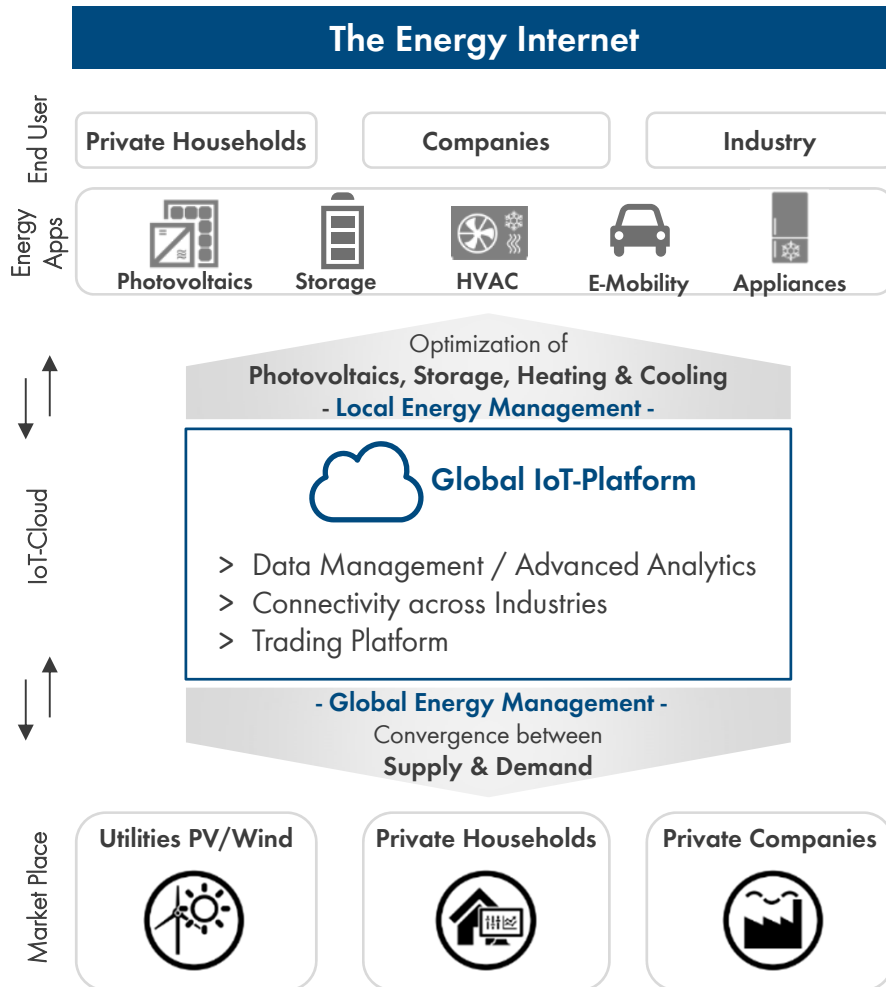 The Energy Internet
End User
Private Households
Companies
Industry
Energy
Apps
Photovoltaics
Storage
HVAC
E-Mobility
Appliances
Optimization of
Photovoltaics, Storage, Heating & Cooling
- Local Energy Management -
IoT-Cloud
Global IoT-Platform
> Data Management / Advanced Analytics
> Connectivity across Industries
> Trading Platform
- Global Energy Management -
Convergence between
Supply & Demand
Market Place
Utilities PV/Wind
Private Households
Private Companies